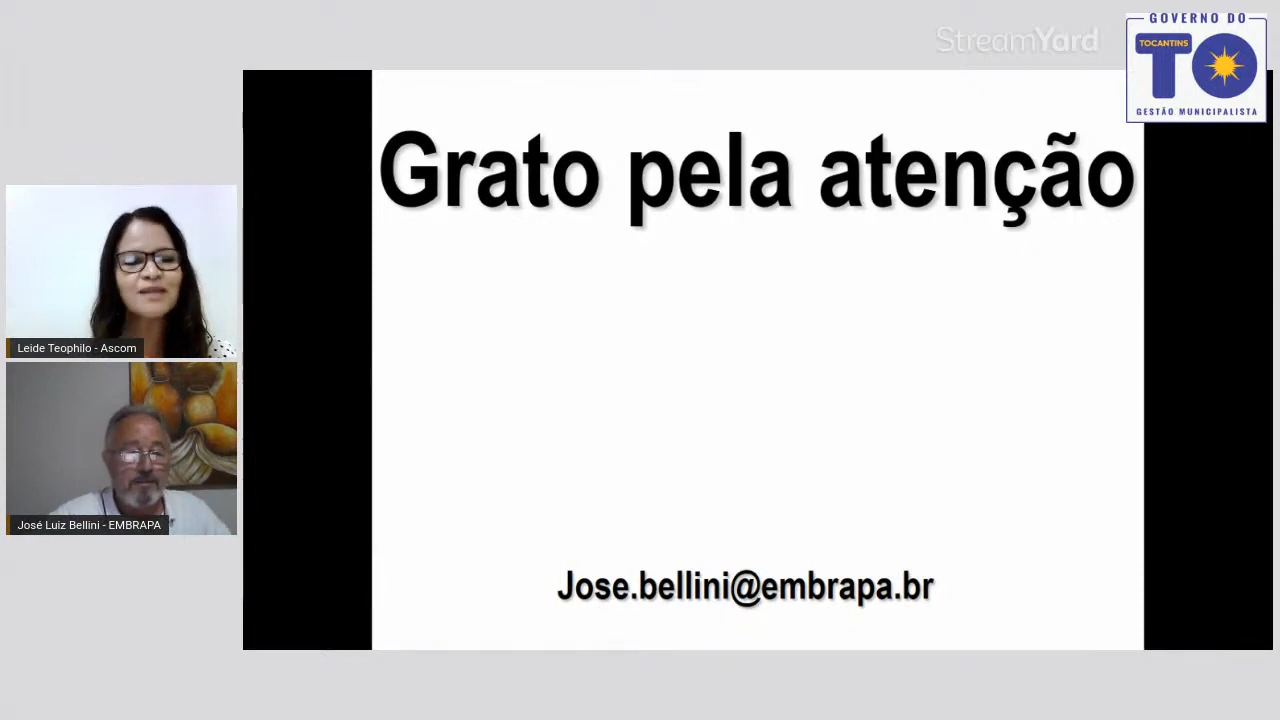 StreamYard
GOVERNO DO
TOCANTINS
TO
GESTÃO MUNICIPALISTA
Grato pela atenção
Leide Teophilo - Ascom
José Luiz Bellini - EMBRAPA
Jose.bellini@embrapa.br